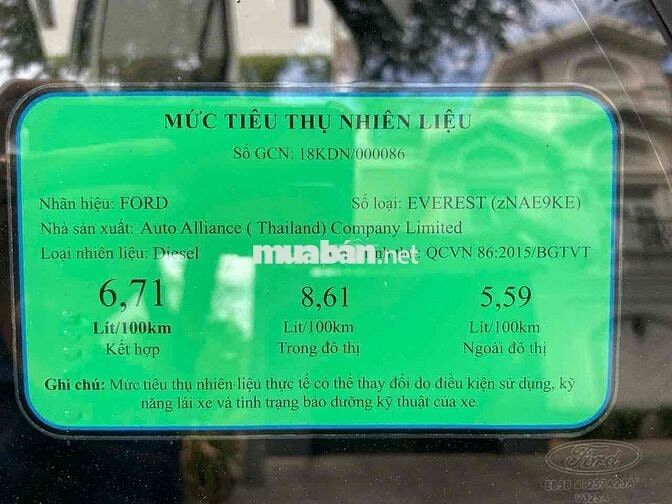 MỨC TIÊU THỤ NHIÊN LIỆU
Số GCN: 18KDN/000086
Nhãn hiệu: FORD Số loại: EVEREST (zNAE9KE)
Nhà sản xuất: Auto Alliance ( Thailand) Company Limited
Loại nhiên liệu: Diesel QCVN 86:2015/BGTVT
muaban.net
6,71 8,61 5,59
Lít/100km Lít/100km Lít/100km
Kết hợp Trong đô thị Ngoài đô thị
Ghi chú: Mức tiêu thụ nhiên liệu thực tế có thể thay đổi do điều kiện sử dụng, kỹ
năng lái xe và tình trạng bảo dưỡng kỹ thuật của xe.
Ford